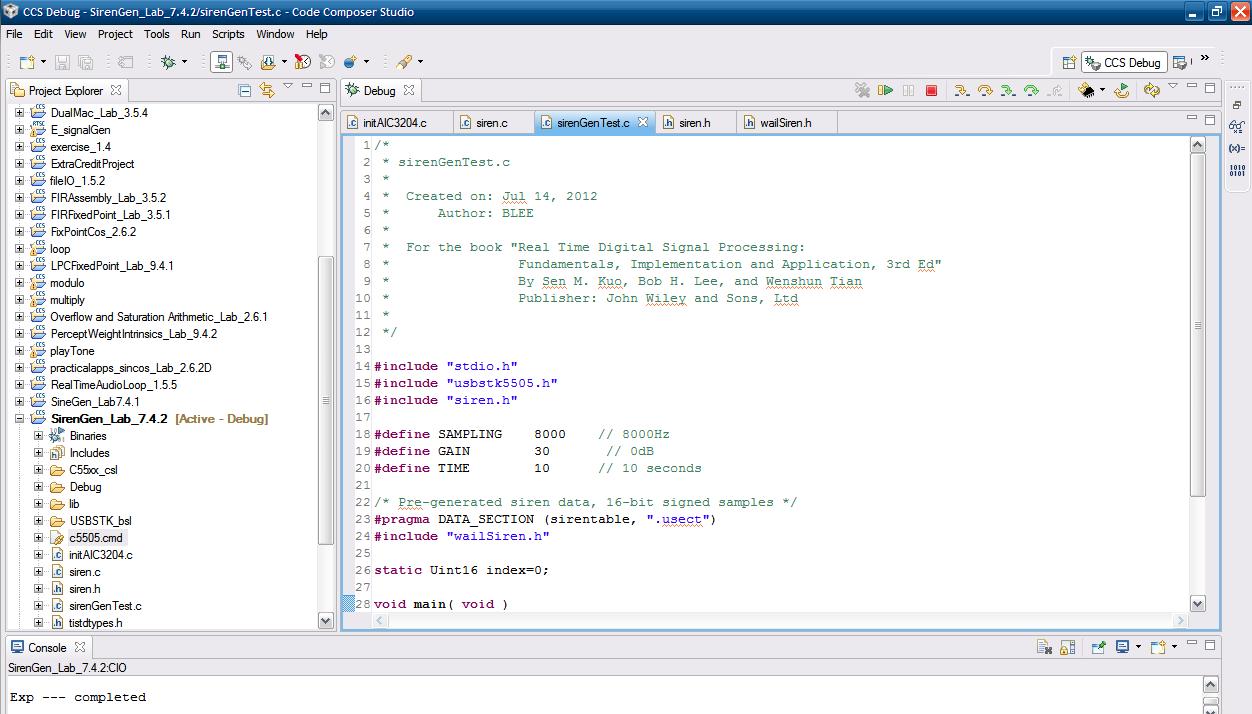 CCS Debug - SirenGen_Lab_7.4.2/sirenGenTest.c - Code Composer Studio
File Edit View Project Tools Run Scripts Window Help
CCS Debug
Project Explorer
DualMac_Lab_3.5.4
E_signalGen
exercise_1.4
ExtraCreditProject
fileIO_1.5.2
FIRAssembly_Lab_3.5.2
FIRFixedPoint_Lab_3.5.1
FixPointCos_2.6.2
loop
LPCFixedPoint_Lab_9.4.1
modulo
multiply
Overflow and Saturation Arithmetic_Lab_2.6.1
PerceptWeightIntrinsics_Lab_9.4.2
playTone
practicalapps_sincos_Lab_2.6.2D
RealTimeAudioLoop_1.5.5
SineGen_Lab7.4.1
SirenGen_Lab_7.4.2 [Active - Debug]
Binaries
Includes
C55xx_csl
Debug
lib
USBSTK_bsl
c5505.cmd
initAIC3204.c
siren.c
siren.h
sirenGenTest.c
tistdtypes.h
Debug
initAIC3204.c siren.c sirenGenTest.c siren.h wailSiren.h
1 /*
2 * sirenGenTest.c
3 *
4 * Created on: Jul 14, 2012
5 * Author: BLEE
6 *
7 * For the book "Real Time Digital Signal Processing:
8 * Fundamentals, Implementation and Application, 3rd Ed"
9 * By Sen M. Kuo, Bob H. Lee, and Wenshun Tian
10 * Publisher: John Wiley and Sons, Ltd
11 *
12 */
13
14 #include "stdio.h"
15 #include "usbstk5505.h"
16 #include "siren.h"
17
18 #define SAMPLING 8000 // 8000Hz
19 #define GAIN 30 // 0dB
20 #define TIME 10 // 10 seconds
21
22 /* Pre-generated siren data, 16-bit signed samples */
23 #pragma DATA_SECTION (sirentable, ".usect")
24 #include "wailSiren.h"
25
26 static Uint16 index=0;
27
28 void main( void )
(x)=
1010
0101
Console
SirenGen_Lab_7.4.2:CIO
Exp --- completed